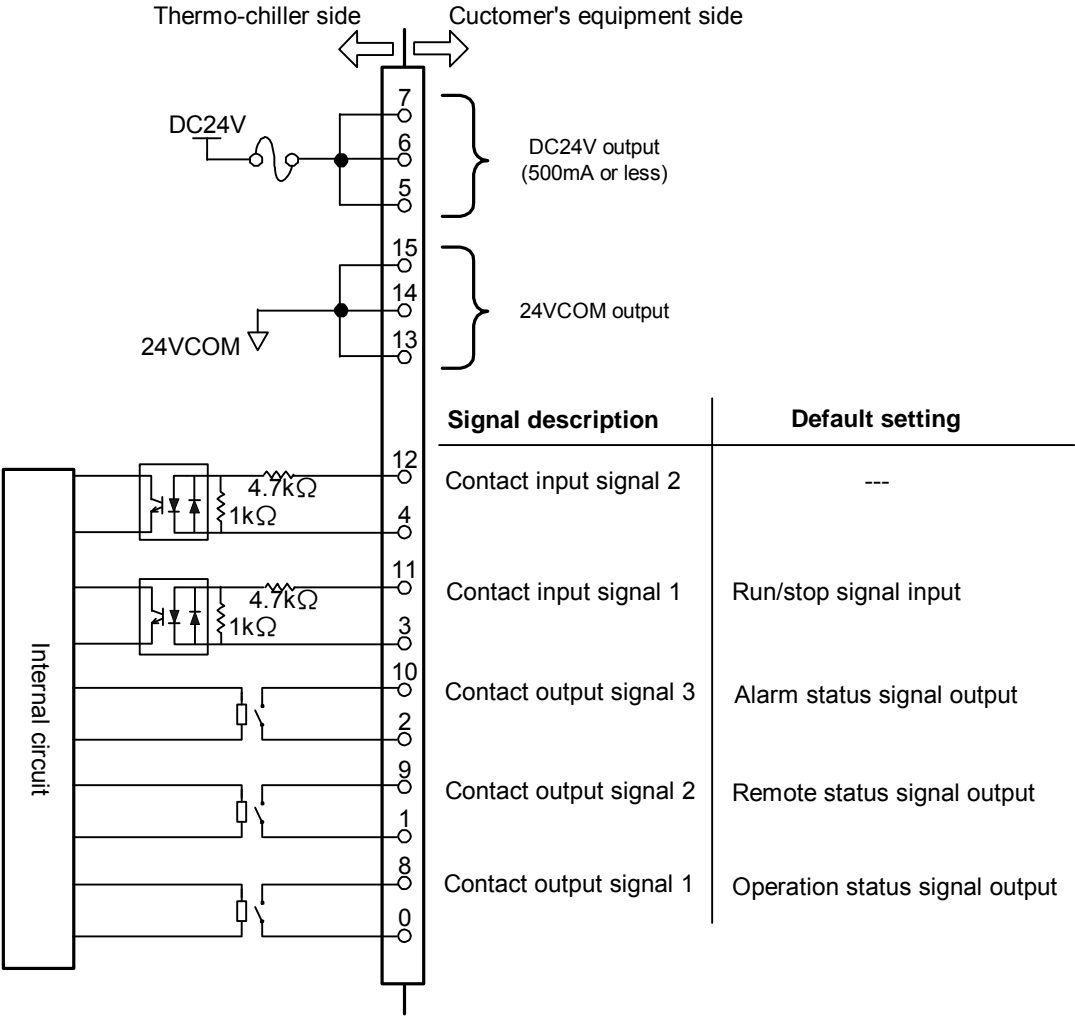 Thermo-chiller side
Cuctomer's equipment side
7
DC24V
6
DC24V output
(500mA or less)
5
15
14
24VCOM output
13
24VCOM
Signal description
Default setting
12
4.7kΩ
Contact input signal 2
---
1kΩ
4
11
4.7kΩ
Contact input signal 1
Run/stop signal input
1kΩ
3
Internal circuit
10
Contact output signal 3
Alarm status signal output
2
9
Contact output signal 2
Remote status signal output
1
8
Contact output signal 1
Operation status signal output
0